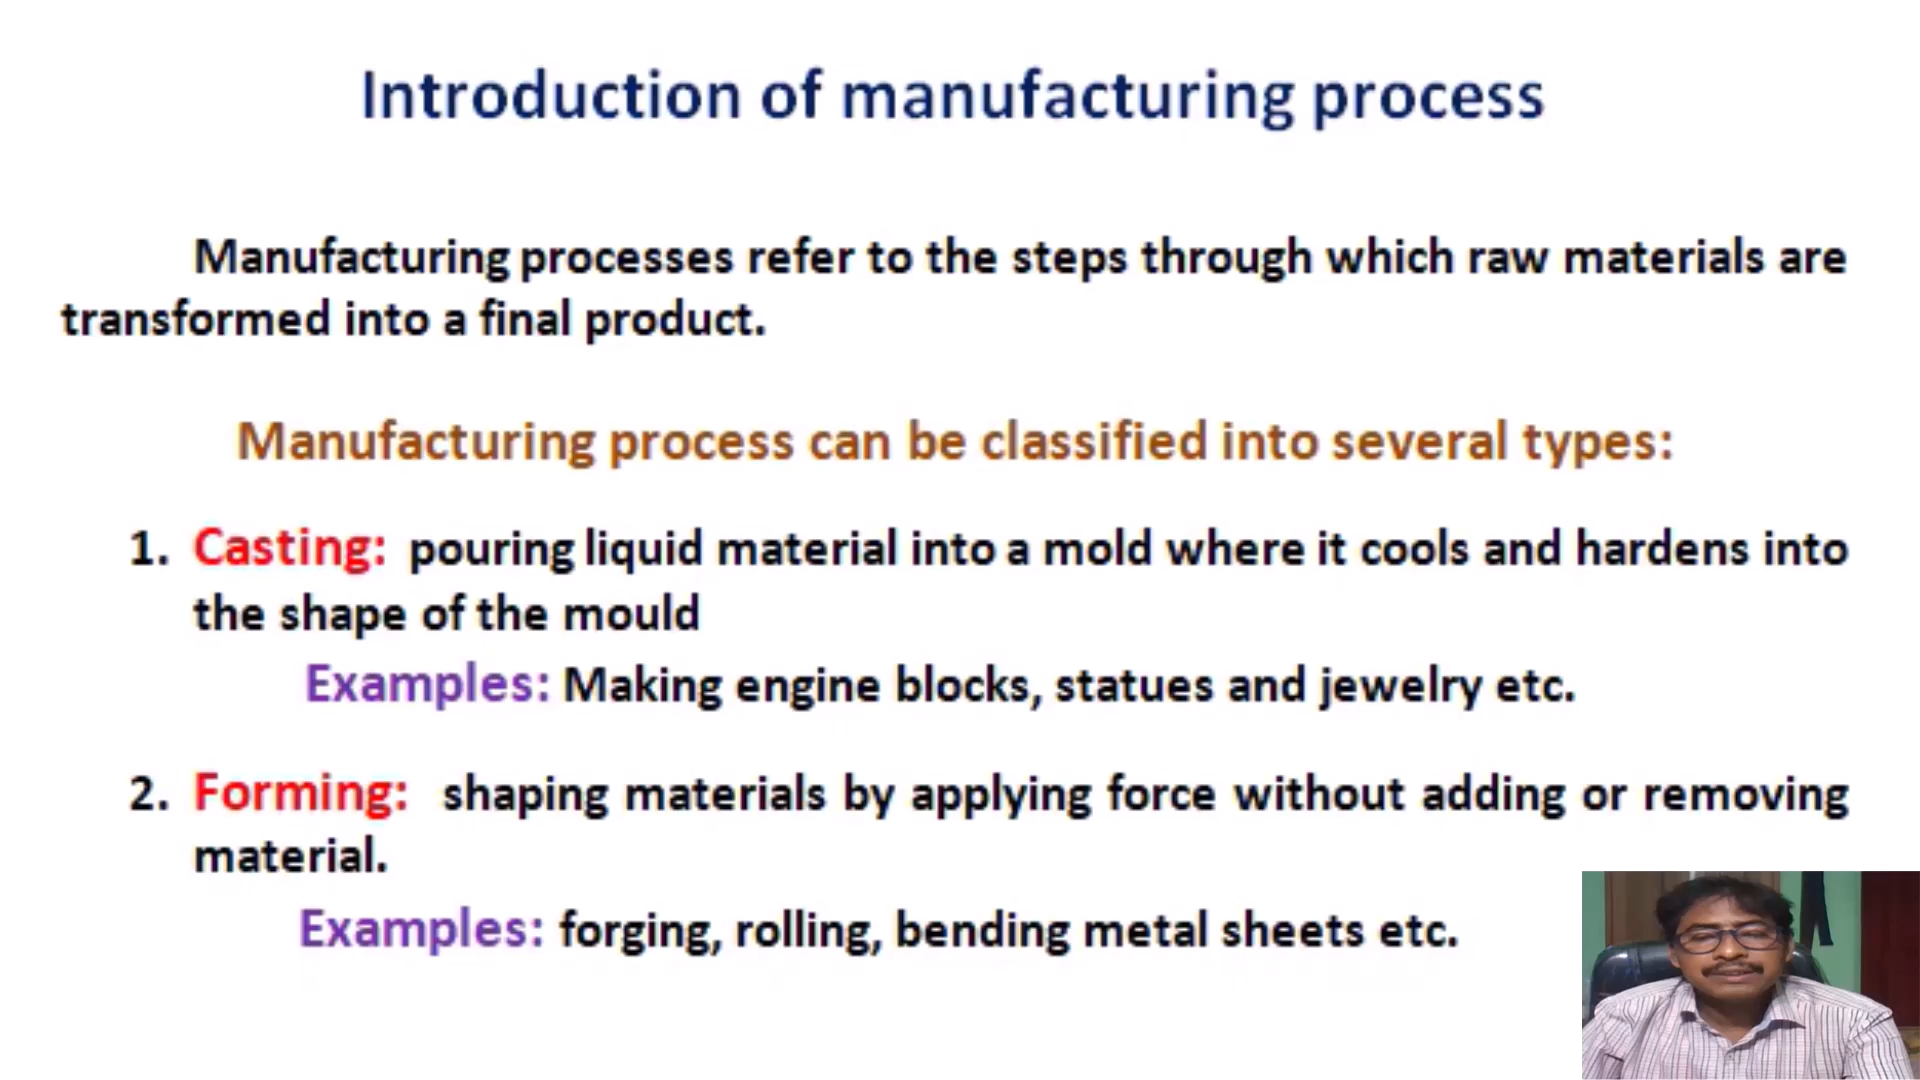 Introduction of manufacturing process
Manufacturing processes refer to the steps through which raw materials are
transformed into a final product.
Manufacturing process can be classified into several types:
1. Casting: pouring liquid material into a mold where it cools and hardens into
the shape of the mould
Examples: Making engine blocks, statues and jewelry etc.
2. Forming: shaping materials by applying force without adding or removing
material.
Examples: forging, rolling, bending metal sheets etc.